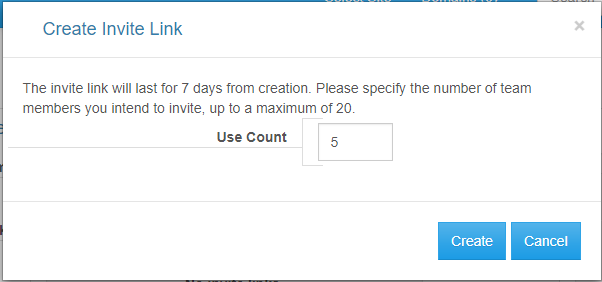 Create Invite Link
×
The invite link will last for 7 days from creation. Please specify the number of team
members you intend to invite, up to a maximum of 20.
Use Count
5
Create
Cancel